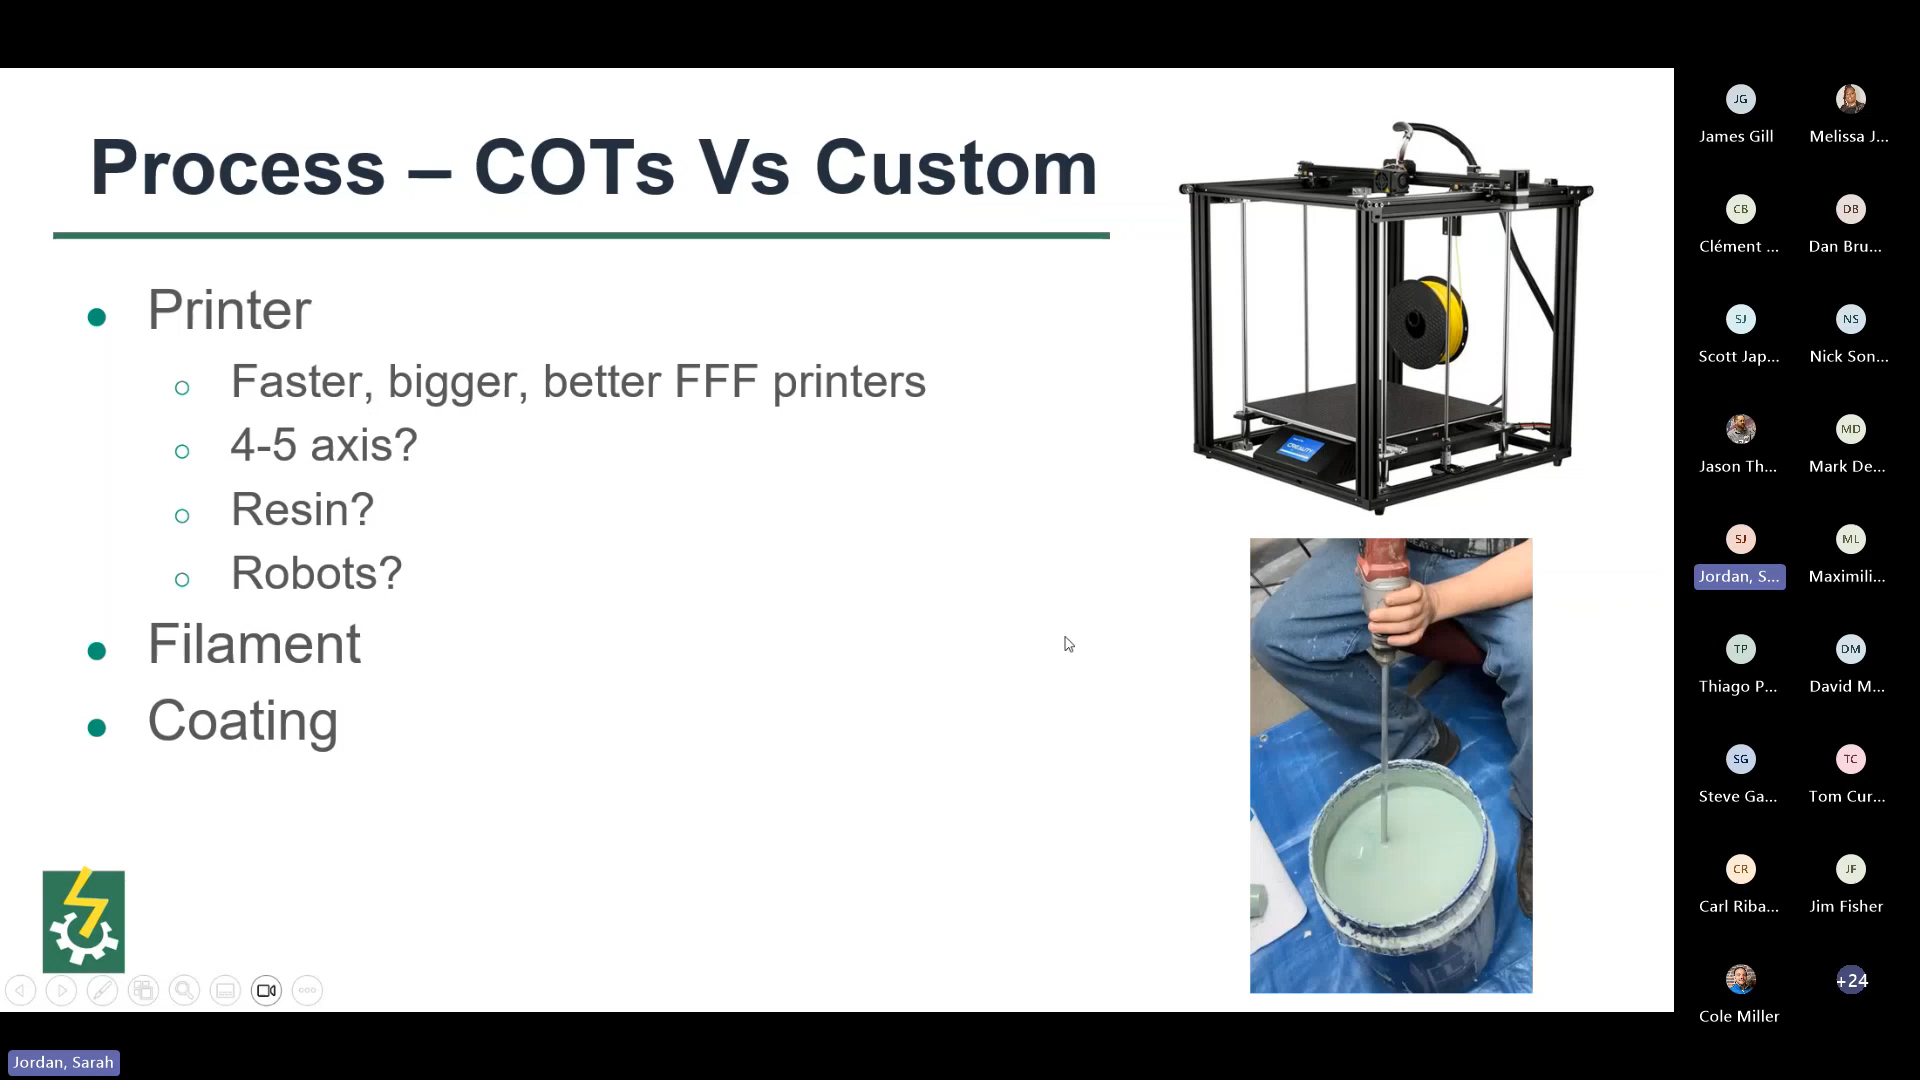 Process – COTs Vs Custom
Printer
Faster, bigger, better FFF printers
4-5 axis?
Resin?
Robots?
Filament
Coating
CREALITY
JG
James Gill
Melissa J...
CB
Clément ...
DB
Dan Bru...
SJ
Scott Jap...
NS
Nick Son...
Jason Th...
MD
Mark De...
SJ
Jordan, S...
ML
Maximili...
TP
Thiago P...
DM
David M...
SG
Steve Ga...
TC
Tom Cur...
CR
Carl Riba...
JF
Jim Fisher
Cole Miller
+24
Jordan, Sarah